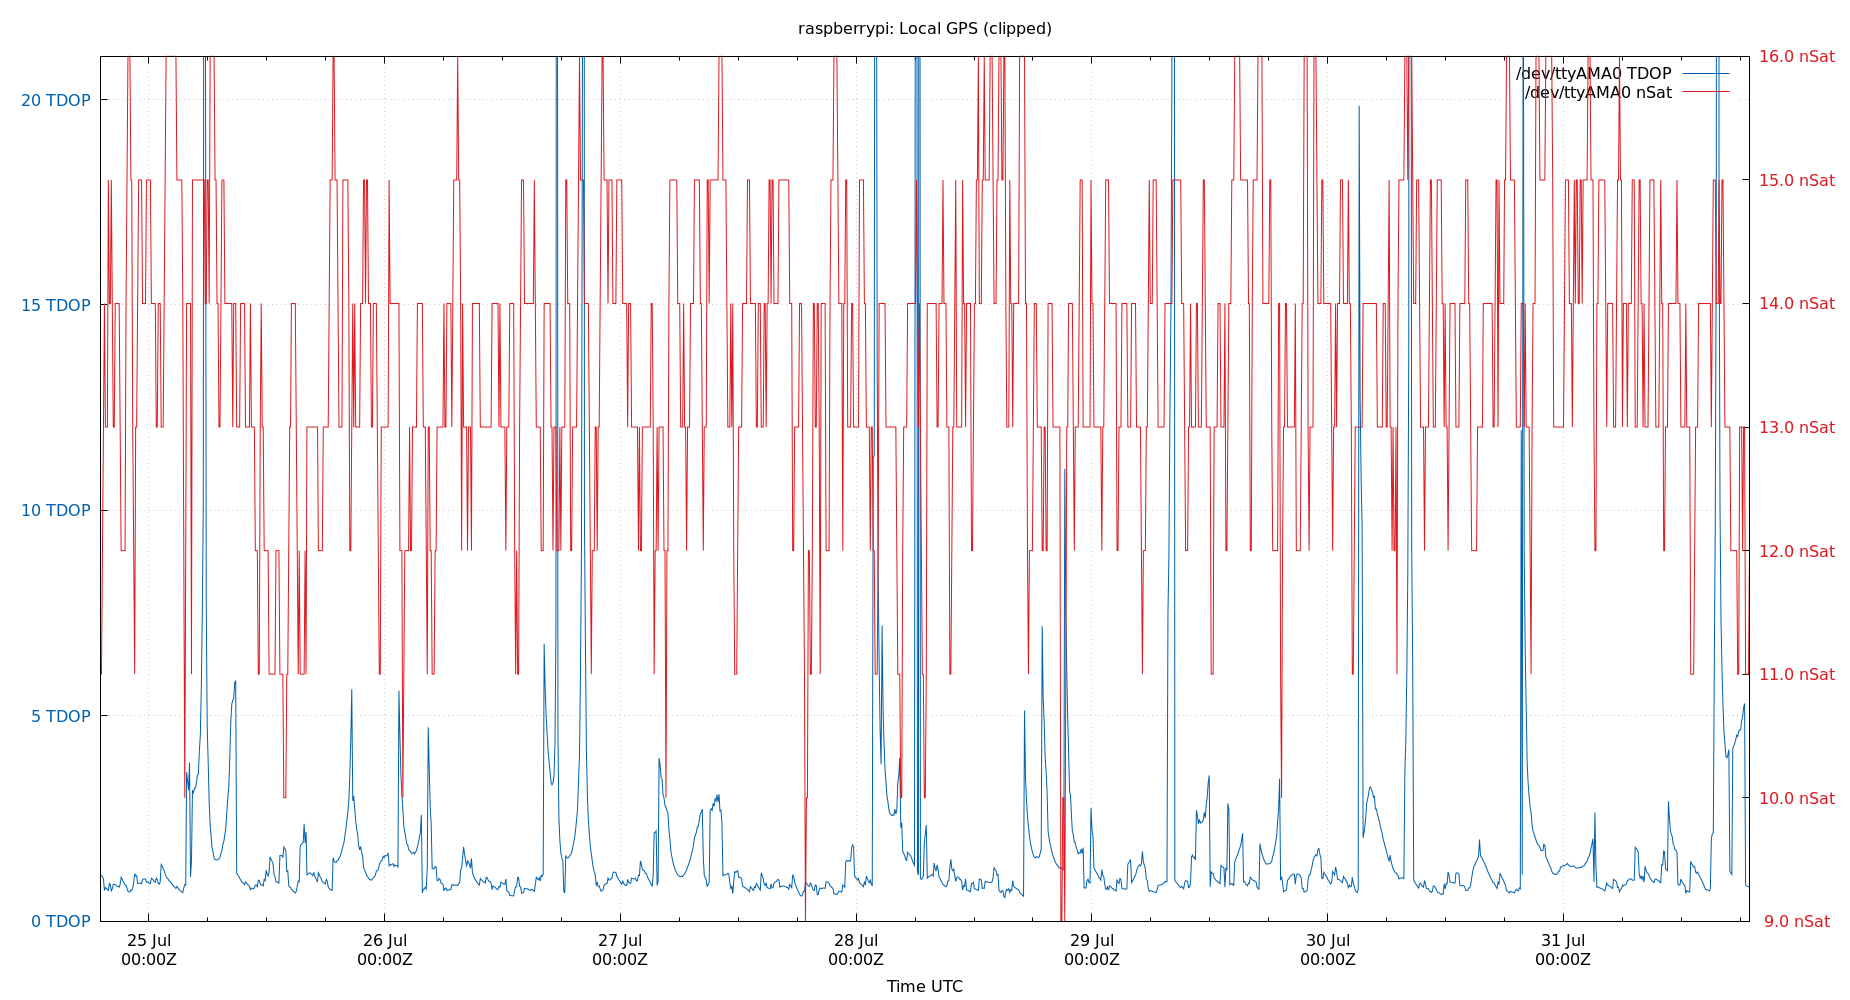 raspberrypi: Local GPS (clipped)
/dev/ttyAMA0 TDOP
/dev/ttyAMA0 nSat
20 TDOP
15 TDOP
10 TDOP
5 TDOP
0 TDOP
16.0 nSat
15.0 nSat
14.0 nSat
13.0 nSat
12.0 nSat
11.0 nSat
10.0 nSat
9.0 nSat
25 Jul
00:00Z
26 Jul
00:00Z
27 Jul
00:00Z
28 Jul
00:00Z
29 Jul
00:00Z
30 Jul
00:00Z
31 Jul
00:00Z
Time UTC